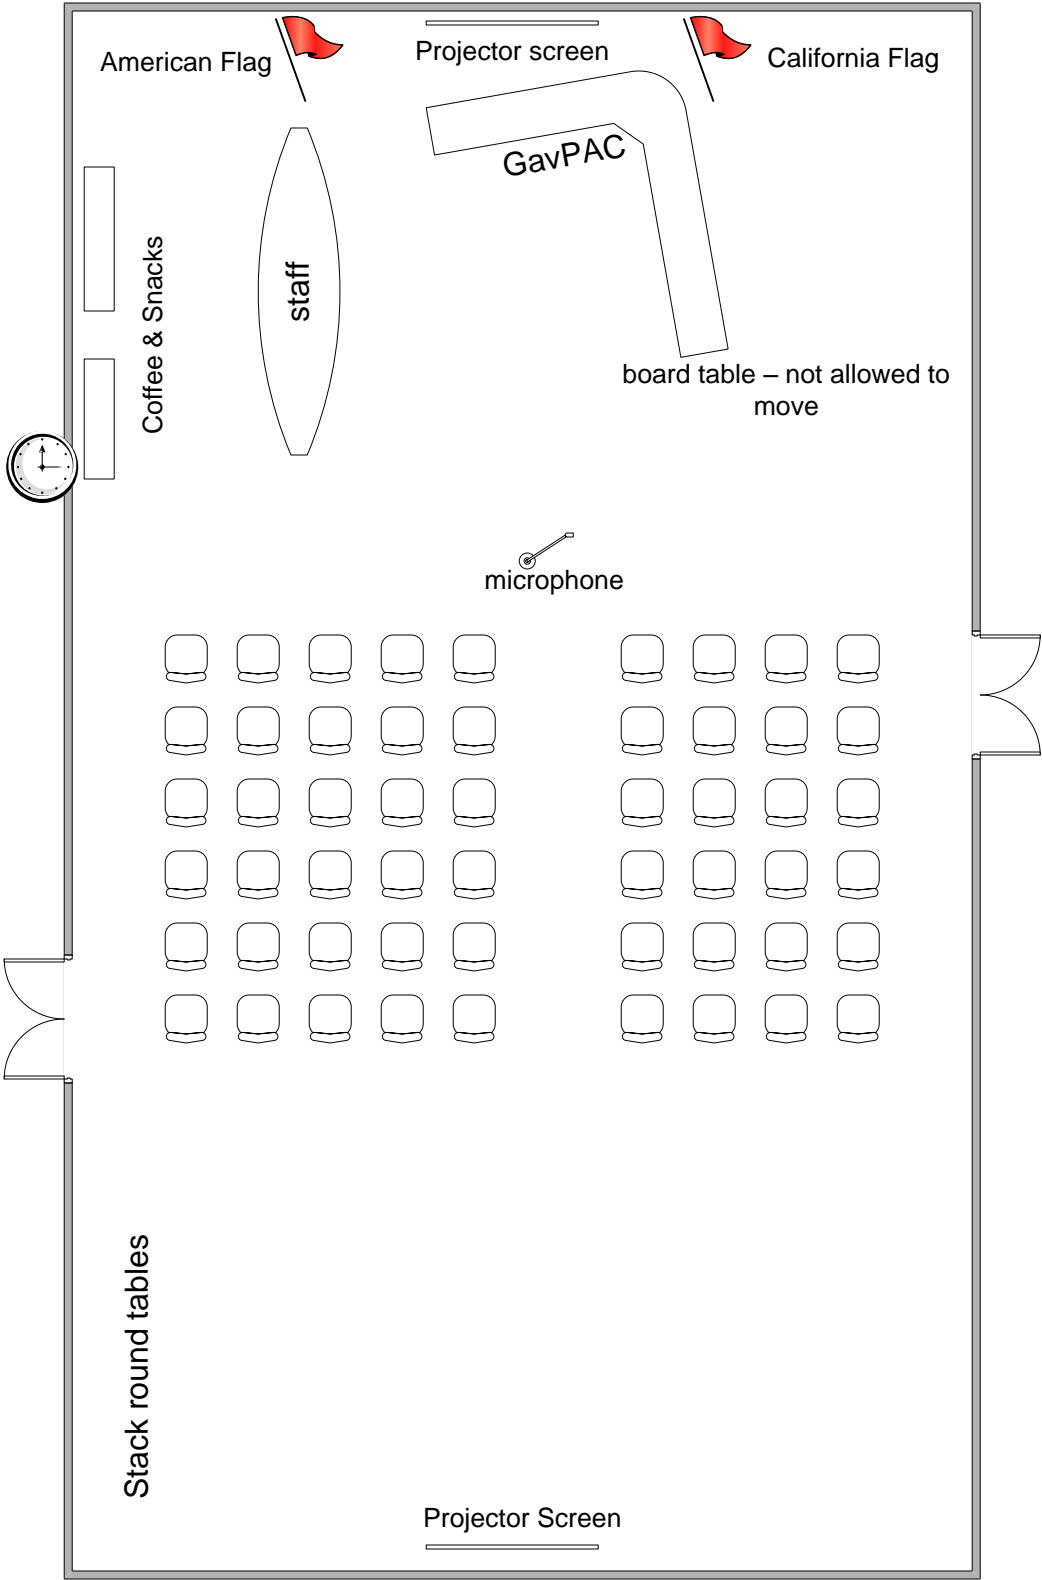 Projector screen
American Flag
California Flag
GavPAC
staff
Coffee & Snacks
board table – not allowed to
move
microphone
Stack round tables
Projector Screen